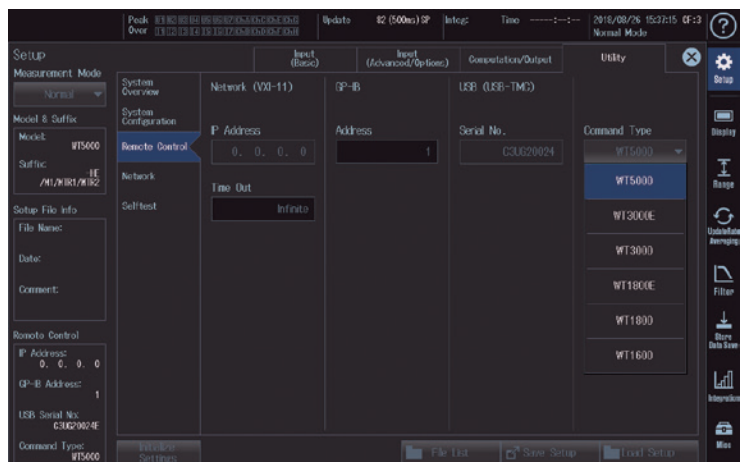 Peak
Over
Update 82 (500ms) SP
Integ: Time -----:--:--
2018/08/26 15:37:15 CF:3
Normal Mode
?
Setup
Input (Basic)
Input (Advanced/Options)
Computation/Output
Utility
Measurement Mode
Normal
Model & Suffix
Model:
WT5000
Suffix:
-HE
/M1/MTR1/MTR2
Setup File Info
File Name:
Date:
Comment:
Remote Control
IP Address:
0. 0. 0. 0
GP-IB Address:
1
USB Serial No:
C3UG20024E
Command Type:
WT5000
System Overview
System Configuration
Remote Control
Network
Selftest
Network (VXI-11)
IP Address
0. 0. 0. 0
Time Out
Infinite
GP-IB
Address
1
USB (USB-TMC)
Serial No.
C3UG20024
Command Type
WT5000
WT5000
WT3000E
WT3000
WT1800E
WT1800
WT1600
Initialize Settings
File List
Save Setup
Load Setup
Setup
Display
Range
UpdateRate
Averaging
Filter
Store
Data Save
Integration
Misc